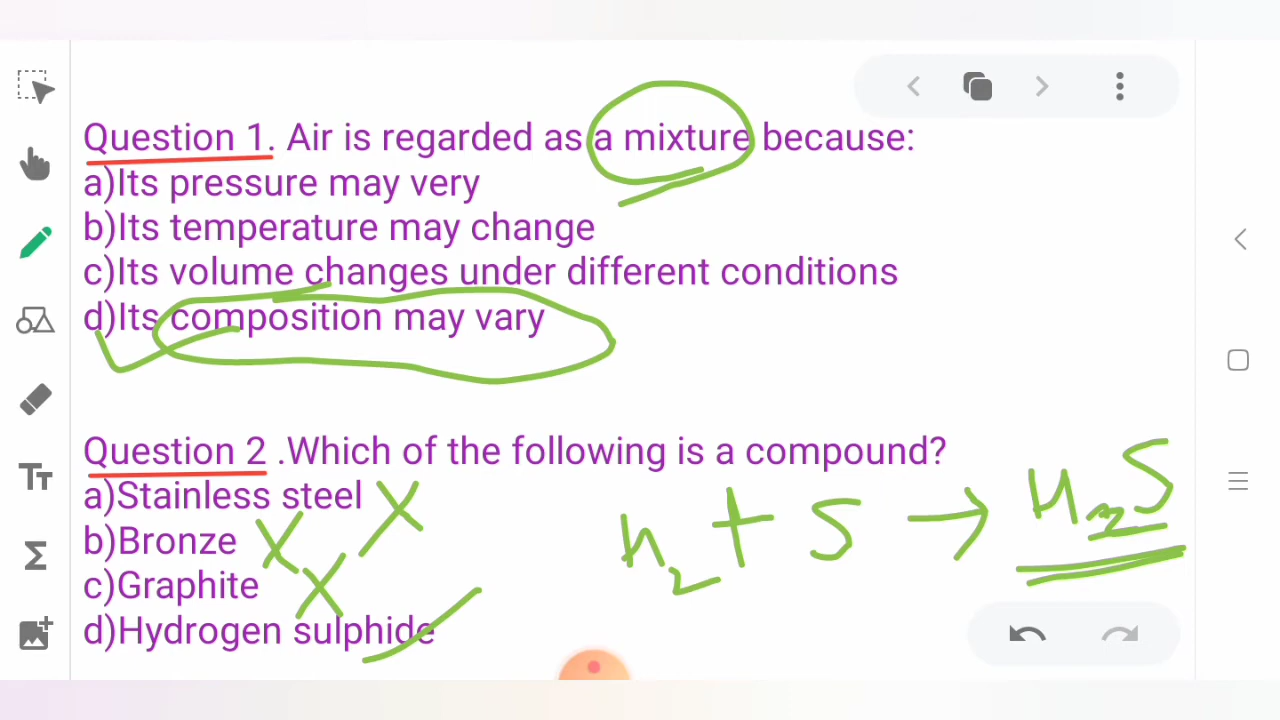 Question 1. Air is regarded as a mixture because:
a)Its pressure may very
b)Its temperature may change
c)Its volume changes under different conditions
d)Its composition may vary
Question 2 .Which of the following is a compound?
a)Stainless steel
b)Bronze
c)Graphite
d)Hydrogen sulphide
H2 + S → H2S
Tт
Σ